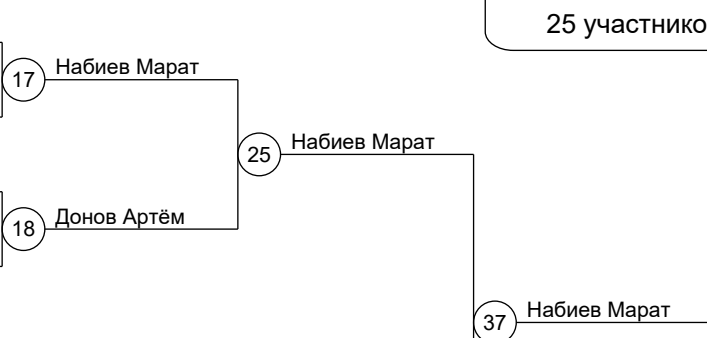 25 участнико
17 Набиев Марат
25 Набиев Марат
18 Донов Артём
37 Набиев Марат